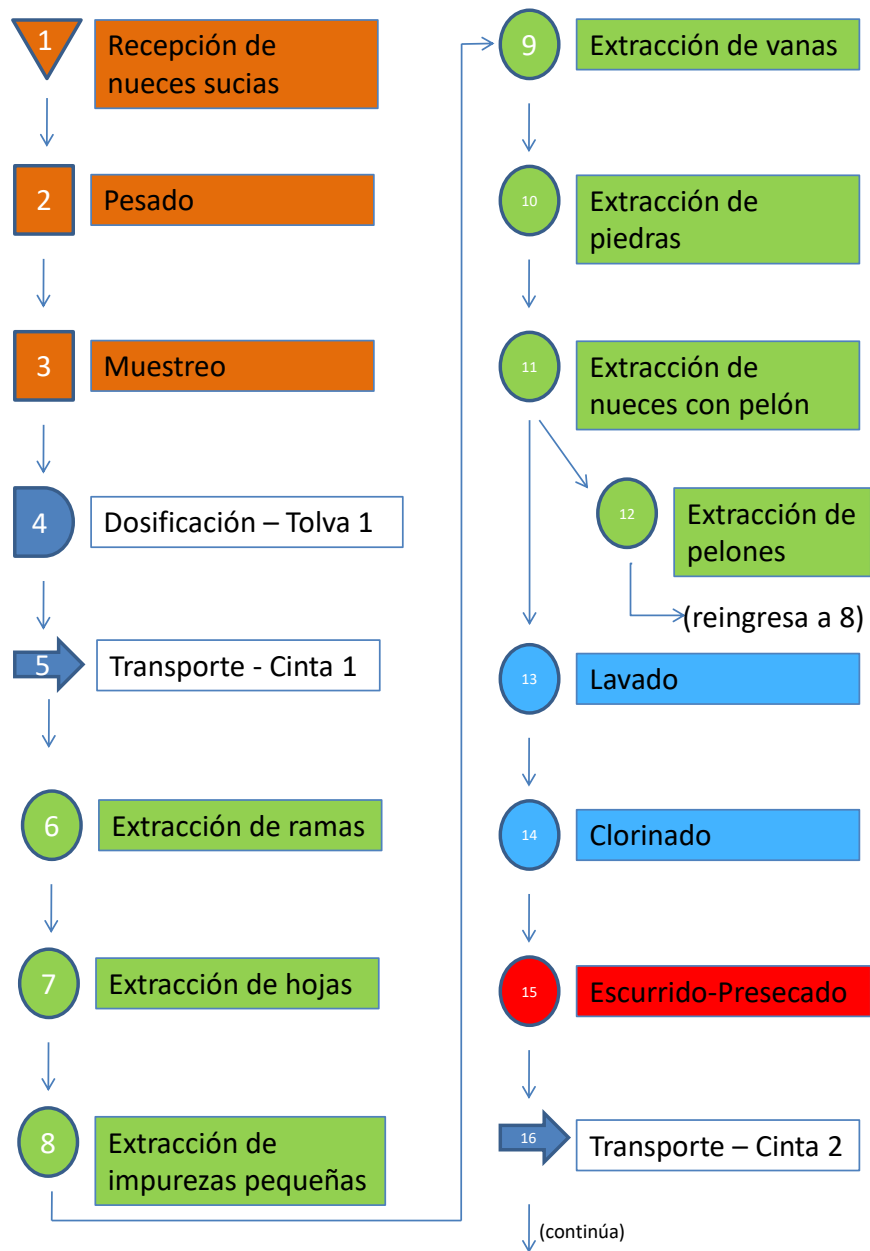 1
Recepción de
nueces sucias
2
Pesado
3
Muestreo
4
Dosificación – Tolva 1
5
Transporte - Cinta 1
6
Extracción de ramas
7
Extracción de hojas
8
Extracción de
impurezas pequeñas
9
Extracción de vanas
10
Extracción de
piedras
11
Extracción de
nueces con pelón
12
Extracción de
pelones
(reingresa a 8)
13
Lavado
14
Clorinado
15
Escurrido-Presecado
16
Transporte – Cinta 2
(continúa)